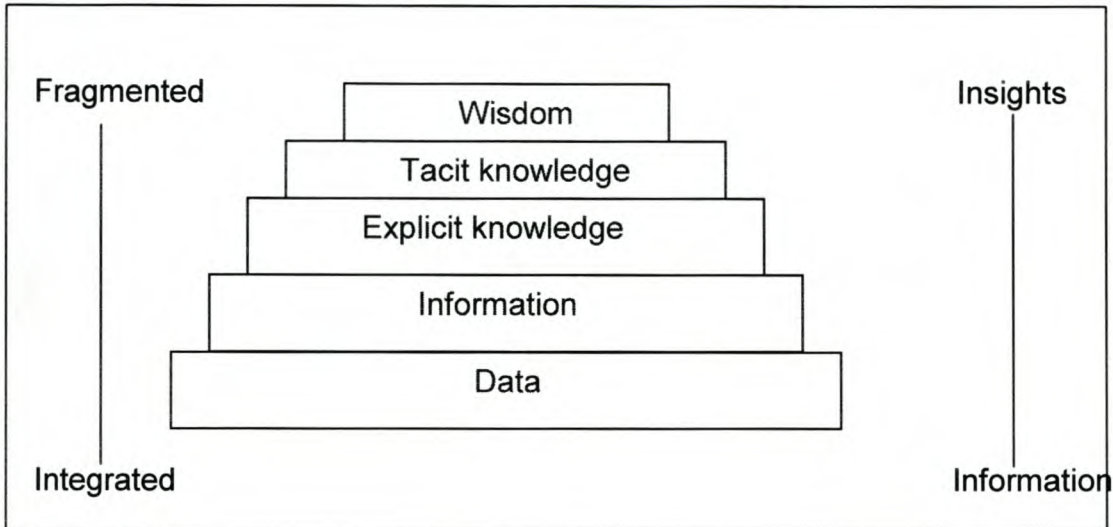 Fragmented
Insights
Wisdom
Tacit knowledge
Explicit knowledge
Information
Data
Integrated
Information